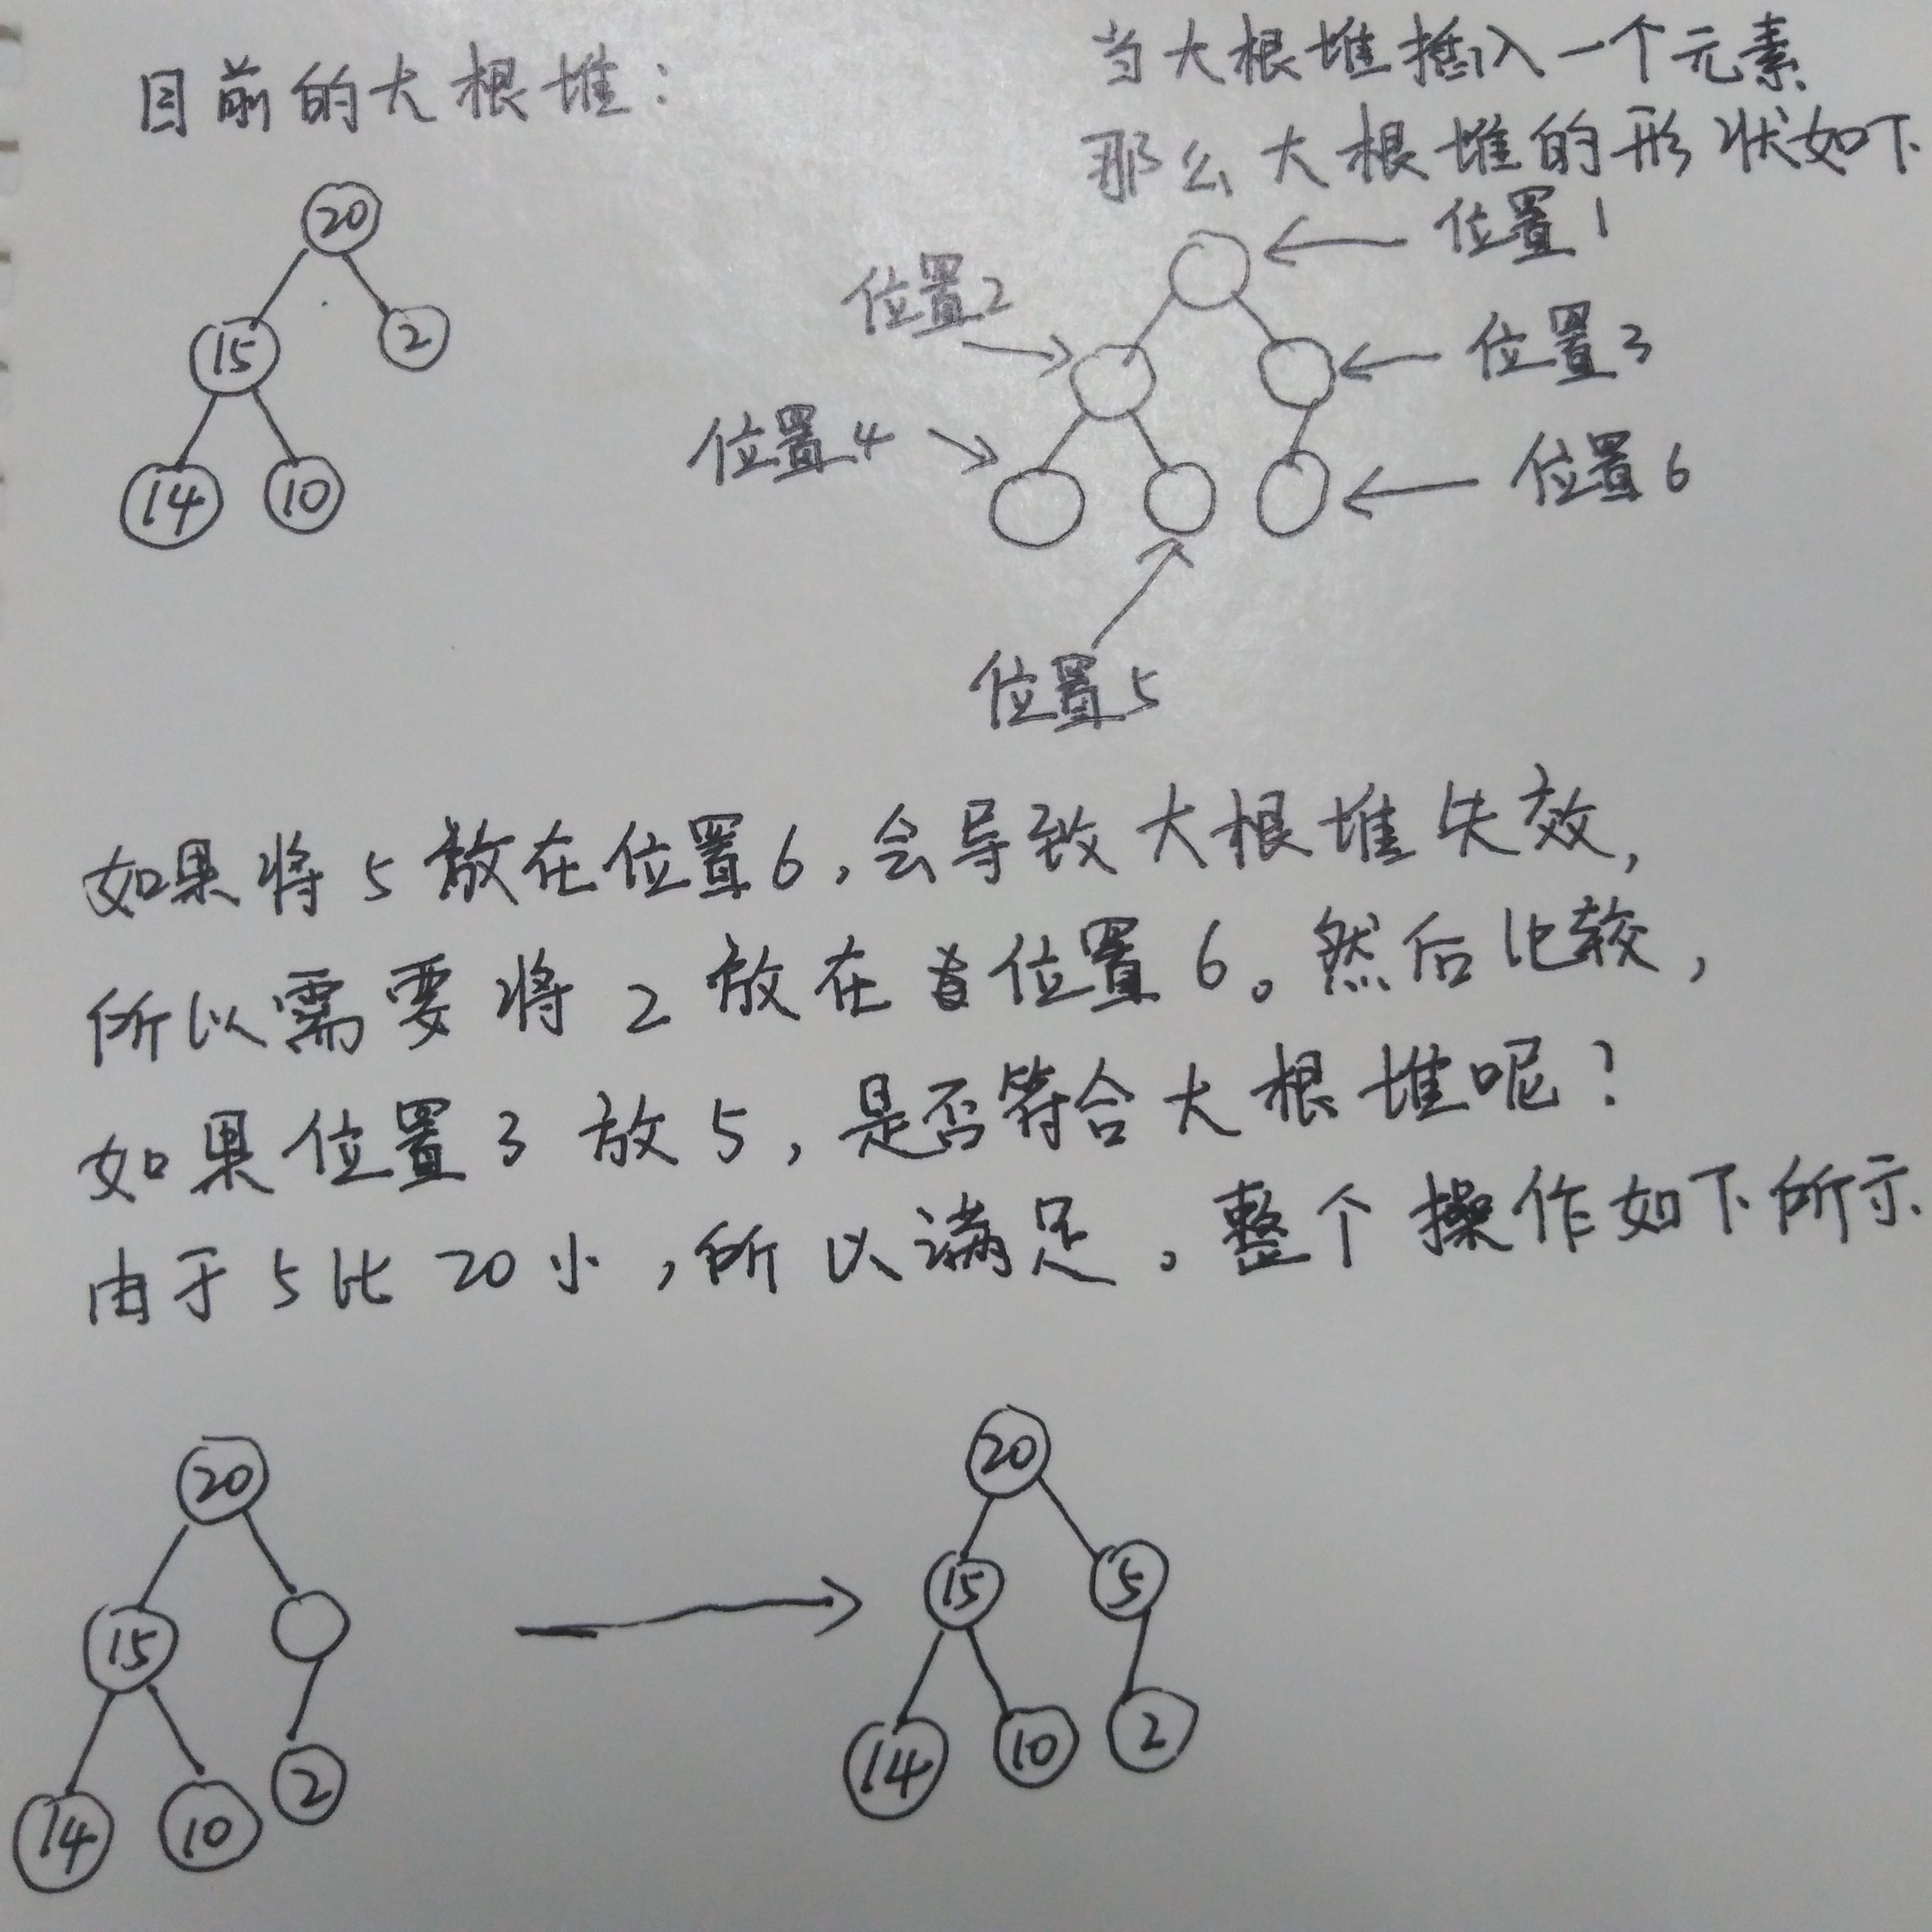 目前的大根堆：
20
15
2
14
10
当大根堆插入一个元素
那么大根堆的形状如下
位置1
位置2
位置3
位置4
位置6
位置5
如果将5放在位置6，会导致大根堆失效，
所以需要将2放在位置6。然后比较，
如果位置3放5，是否符合大根堆呢？
由于5比20小，所以满足。整个操作如下所示
20
15
14
10
2
20
15
5
14
10
2